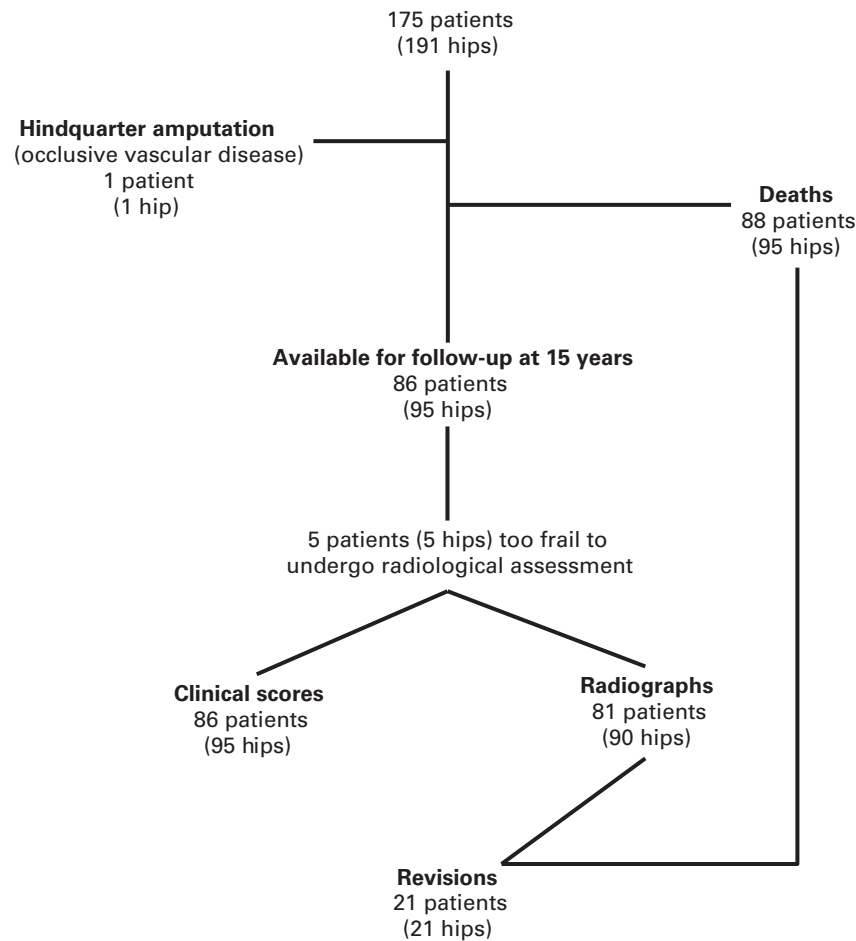 175 patients
(191 hips)
Hindquarter amputation
(occlusive vascular disease)
1 patient
(1 hip)
Deaths
88 patients
(95 hips)
Available for follow-up at 15 years
86 patients
(95 hips)
5 patients (5 hips) too frail to
undergo radiological assessment
Clinical scores
86 patients
(95 hips)
Radiographs
81 patients
(90 hips)
Revisions
21 patients
(21 hips)